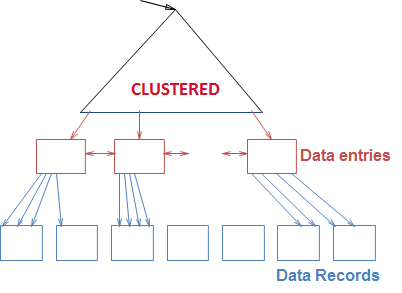 CLUSTERED
Data entries
Data Records